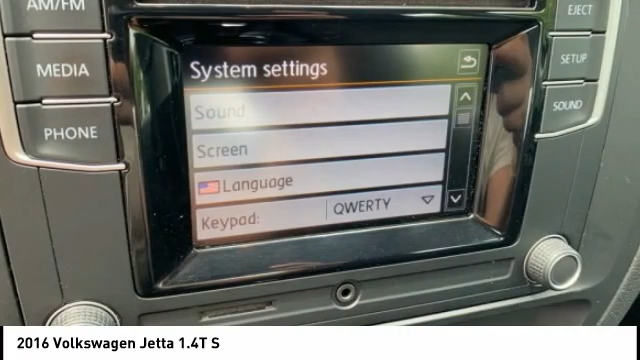 AM/FM
MEDIA
PHONE
System settings
Sound
Screen
Language
Keypad:
QWERTY
EJECT
SETUP
SOUND
2016 Volkswagen Jetta 1.4T S